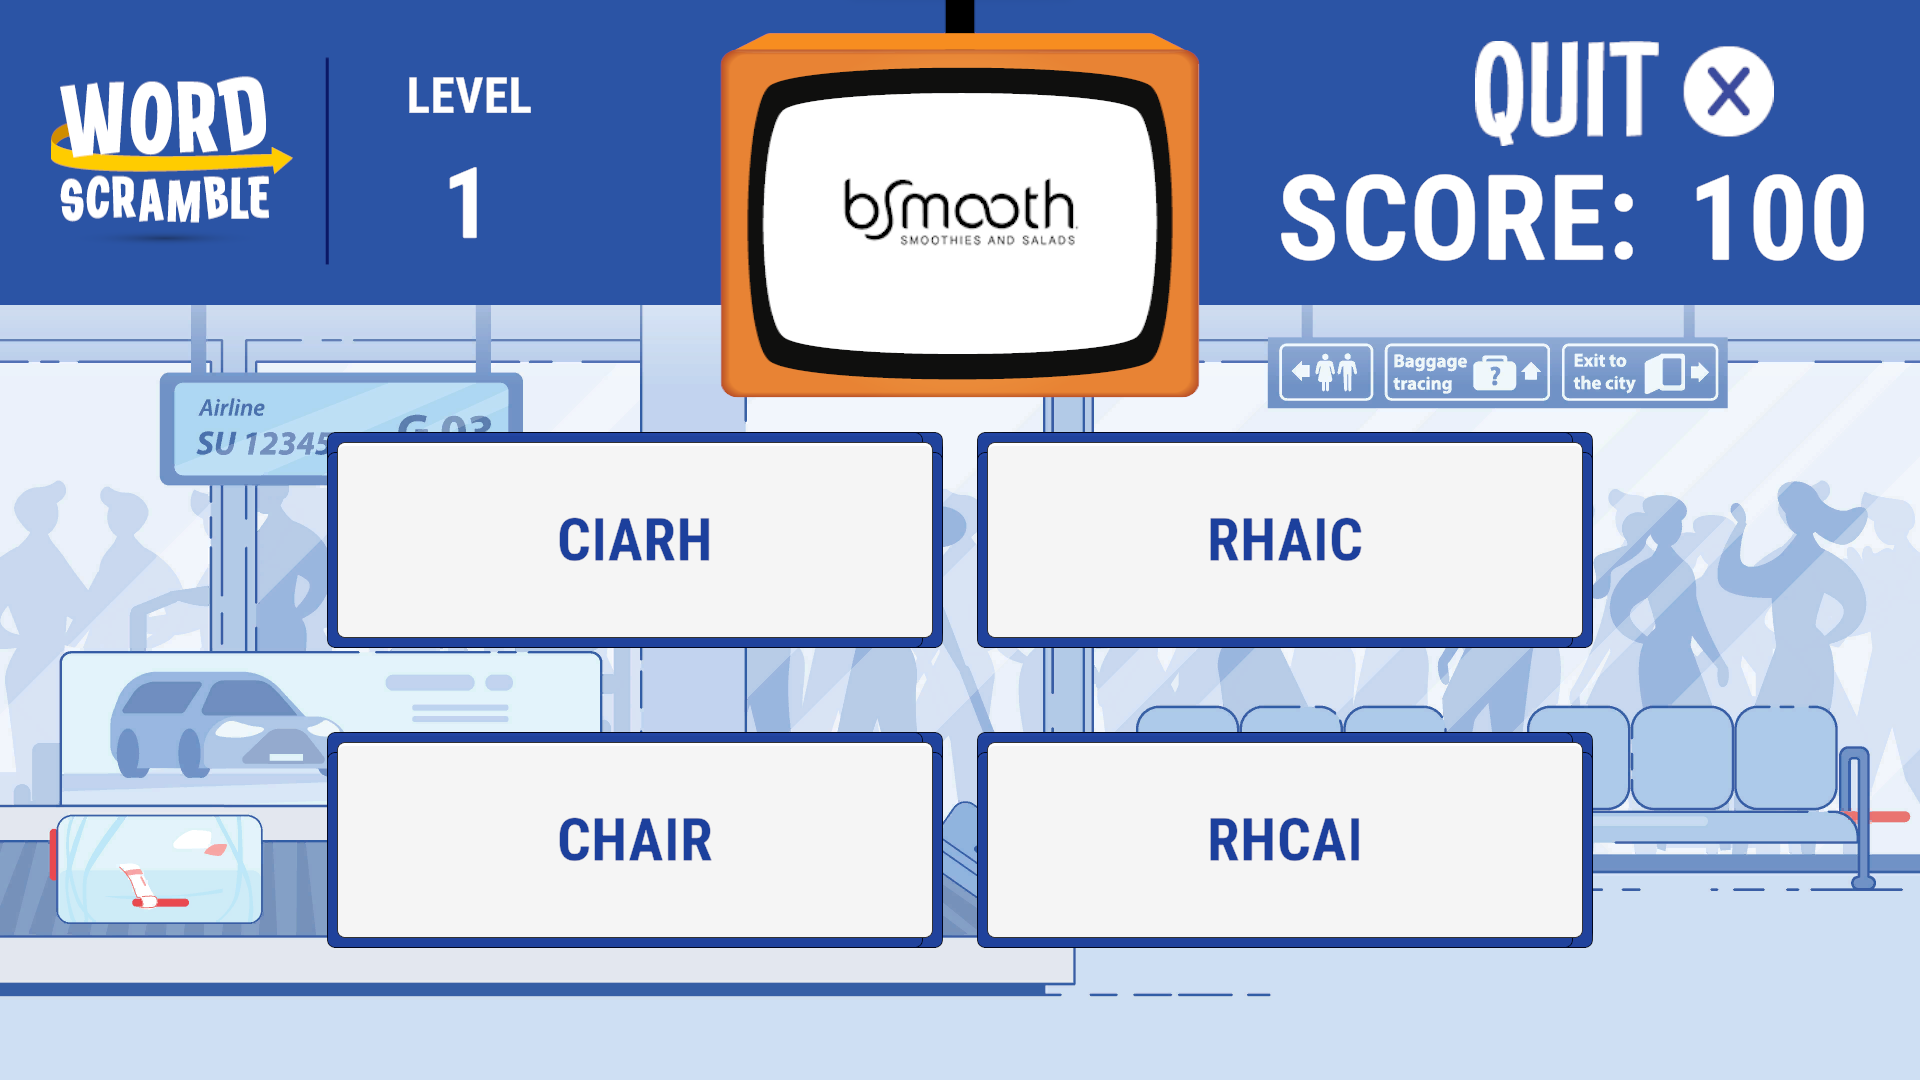 WORD
SCRAMBLE
LEVEL
1
bsmooth
SMOOTHIES AND SALADS
QUIT X
SCORE: 100
Airline
SU 12345
G 03
Baggage
tracing
?
Exit to
the city
CIARH
RHAIC
CHAIR
RHCAI